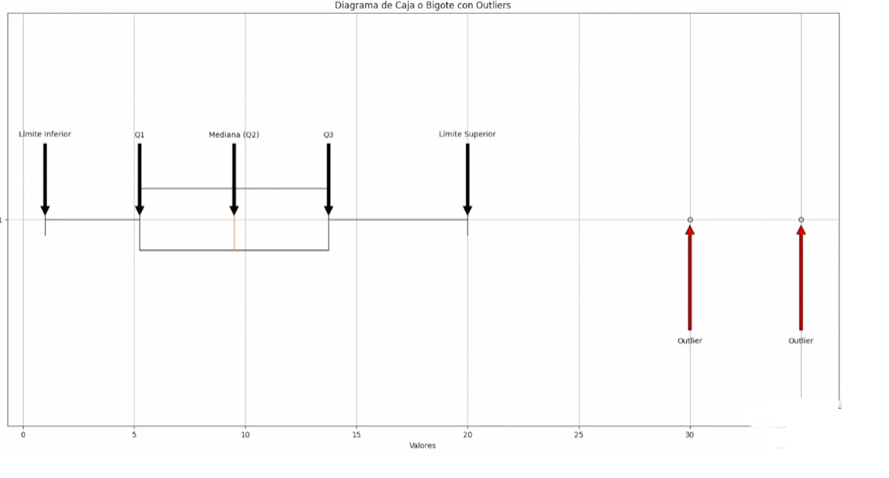 Diagrama de Caja o Bigote con Outliers
Límite Inferior
Q1
Mediana (Q2)
Q3
Límite Superior
1
Outlier
Outlier
0
5
10
15
20
25
30
Valores